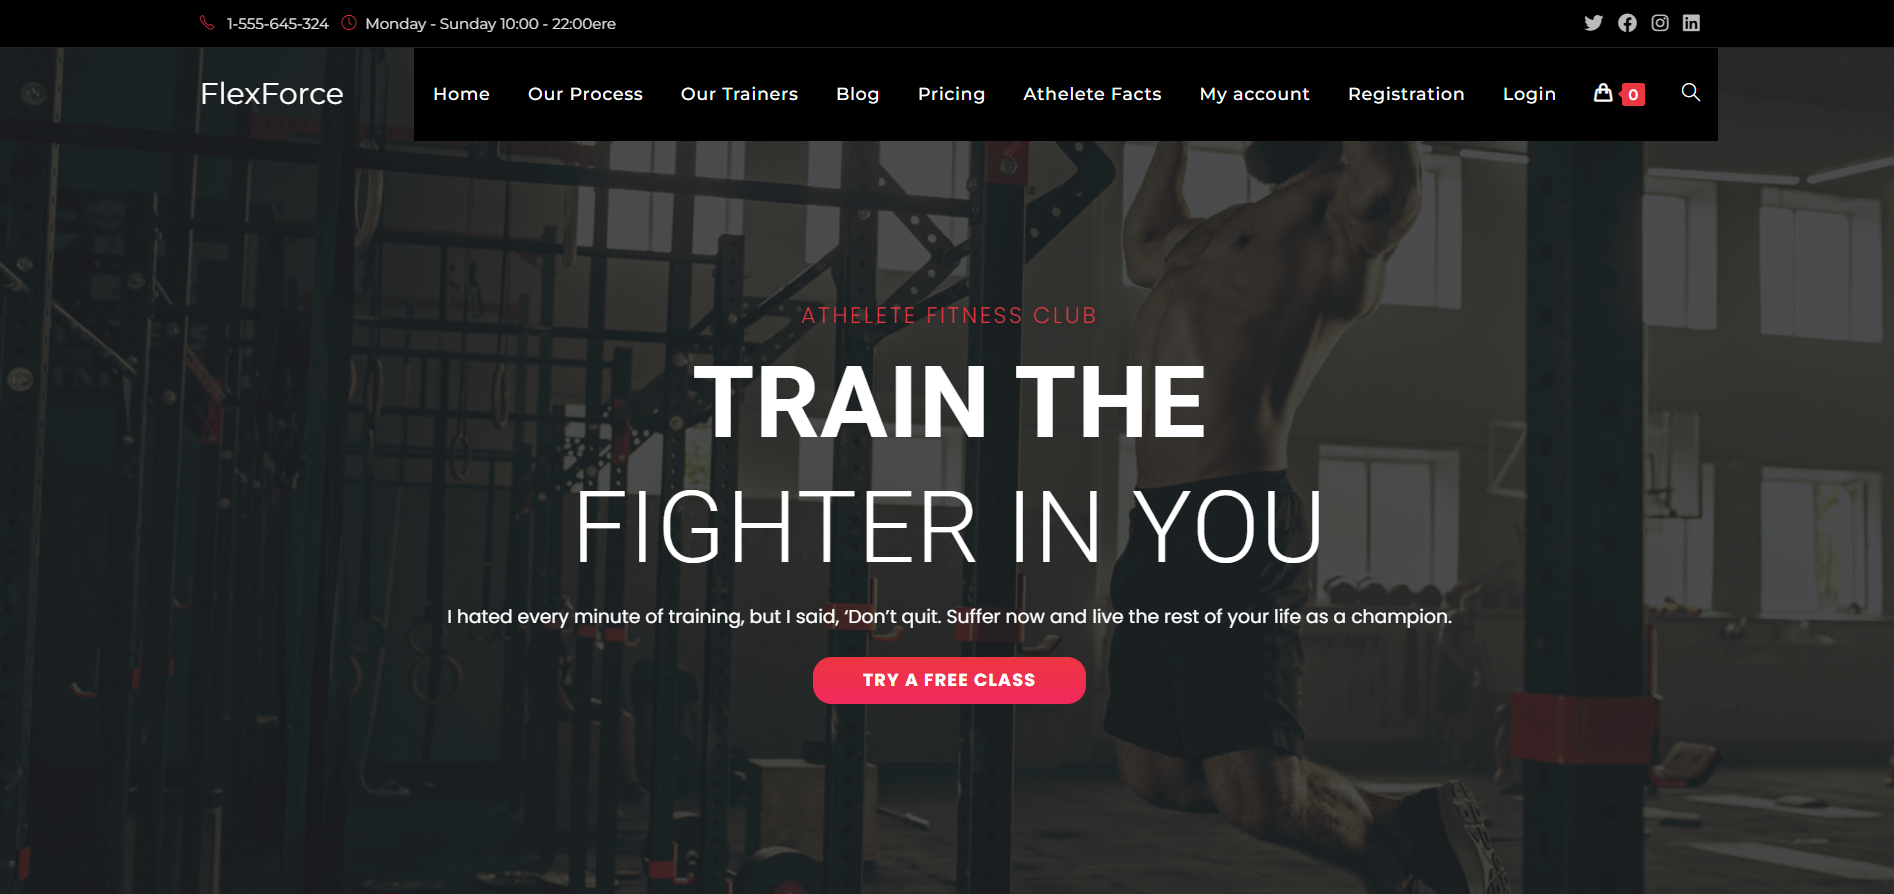 1-555-645-324 Monday - Sunday 10:00 - 22:00ere
FlexForce Home Our Process Our Trainers Blog Pricing Athelete Facts My account Registration Login 0
ATHELETE FITNESS CLUB
TRAIN THE
FIGHTER IN YOU
I hated every minute of training, but I said, ‘Don’t quit. Suffer now and live the rest of your life as a champion.
TRY A FREE CLASS